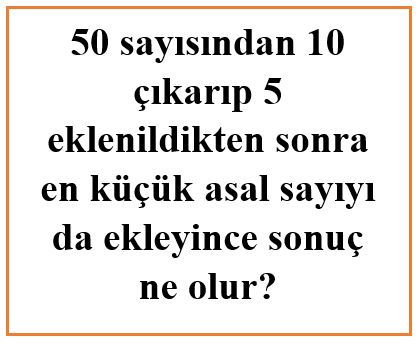 50 sayısından 10
çıkarıp 5
eklenildikten sonra
en küçük asal sayıyı
da ekleyince sonuç
ne olur?